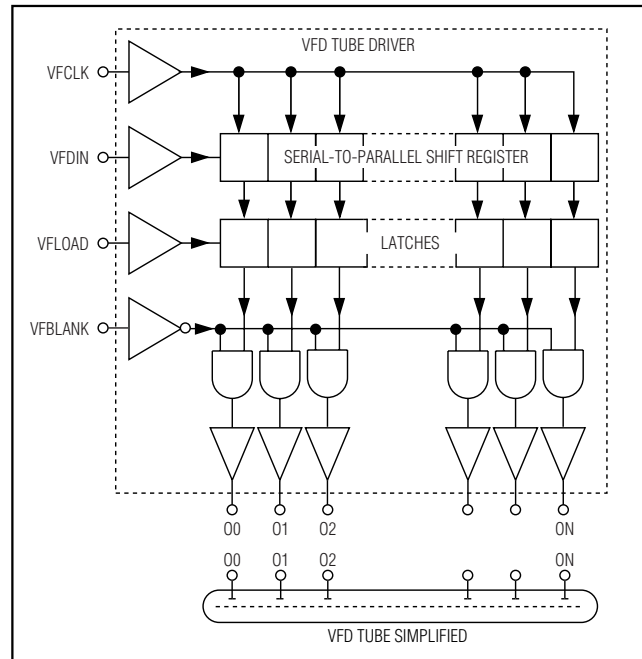 VFD TUBE DRIVER
VFCLK
VFDIN
SERIAL-TO-PARALLEL SHIFT REGISTER
VFLOAD
LATCHES
VFBLANK
O0 O1 O2 ON
O0 O1 O2 ON
VFD TUBE SIMPLIFIED